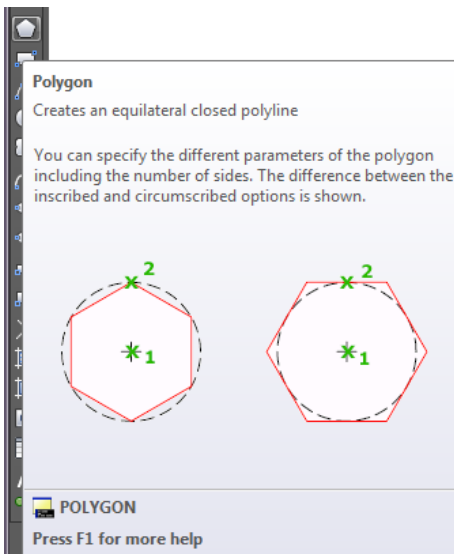 Polygon
Creates an equilateral closed polyline
You can specify the different parameters of the polygon
including the number of sides. The difference between the
inscribed and circumscribed options is shown.
2
1
2
1
POLYGON
Press F1 for more help